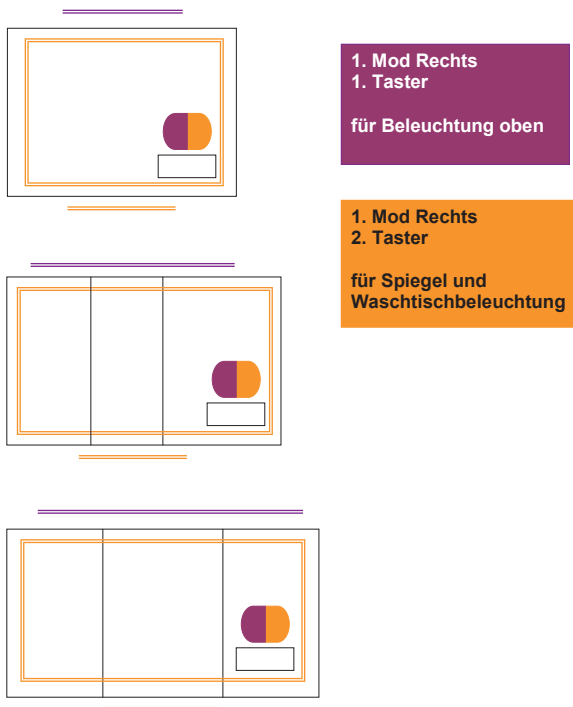 1. Mod Rechts
1. Taster
für Beleuchtung oben
1. Mod Rechts
2. Taster
für Spiegel und
Waschtischbeleuchtung